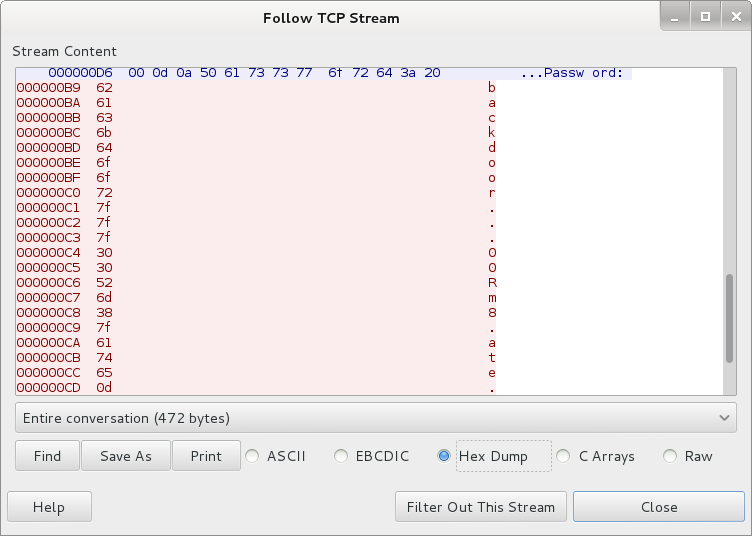 Follow TCP Stream
Stream Content
000000D6 00 0d 0a 50 61 73 73 77 6f 72 64 3a 20 ...Passw ord:
000000B9 62 b
000000BA 61 a
000000BB 63 c
000000BC 6b k
000000BD 64 d
000000BE 6f o
000000BF 6f o
000000C0 72 r
000000C1 7f .
000000C2 7f .
000000C3 7f .
000000C4 30 0
000000C5 30 0
000000C6 52 R
000000C7 6d m
000000C8 38 8
000000C9 7f .
000000CA 61 a
000000CB 74 t
000000CC 65 e
000000CD 0d .
Entire conversation (472 bytes)
Find Save As Print ASCII EBCDIC Hex Dump C Arrays Raw
Help Filter Out This Stream Close